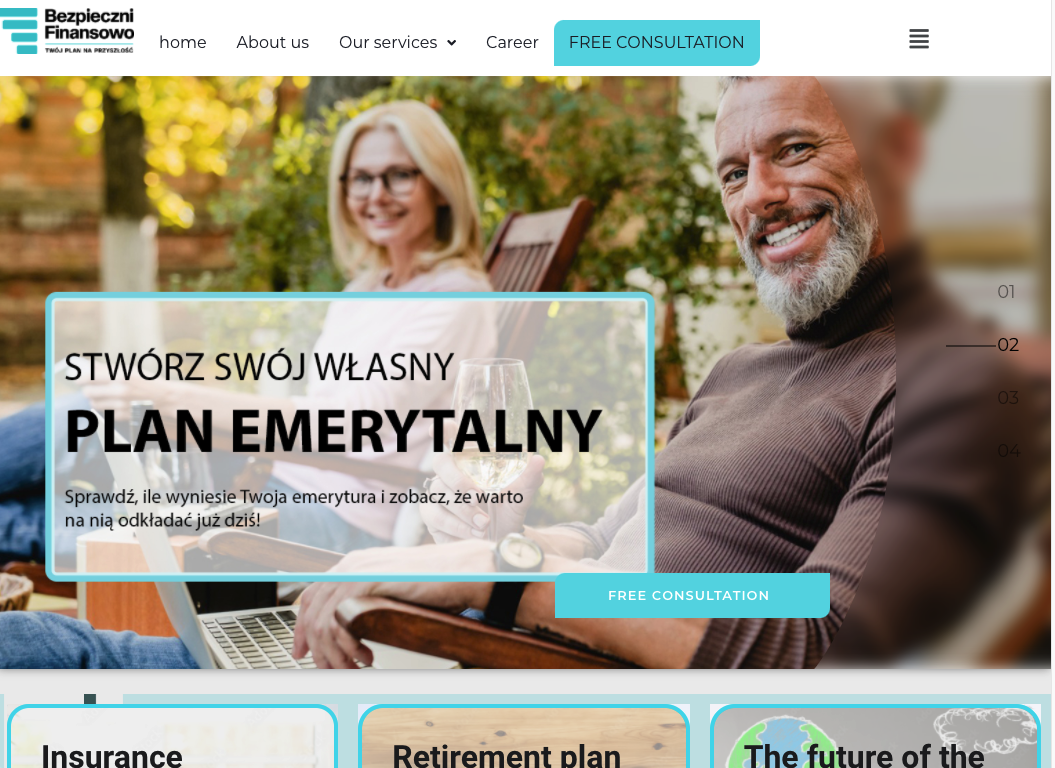 Bezpieczni
Finansowo
TWÓJ PLAN NA PRZYSZŁOŚĆ
home
About us
Our services
Career
FREE CONSULTATION
STWÓRZ SWÓJ WŁASNY
PLAN EMERYTALNY
Sprawdź, ile wyniesie Twoja emerytura i zobacz, że warto
na nią odkładać już dziś!
01
02
03
04
FREE CONSULTATION
Insurance
Retirement plan
The future of the